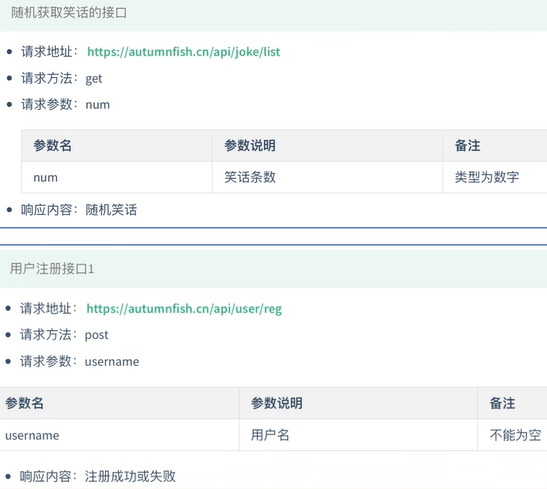 随机获取笑话的接口
请求地址：https://autumnfish.cn/api/joke/list
请求方法：get
请求参数：num
参数名 参数说明 备注
num 笑话条数 类型为数字
响应内容：随机笑话
用户注册接口1
请求地址：https://autumnfish.cn/api/user/reg
请求方法：post
请求参数：username
参数名 参数说明 备注
username 用户名 不能为空
响应内容：注册成功或失败